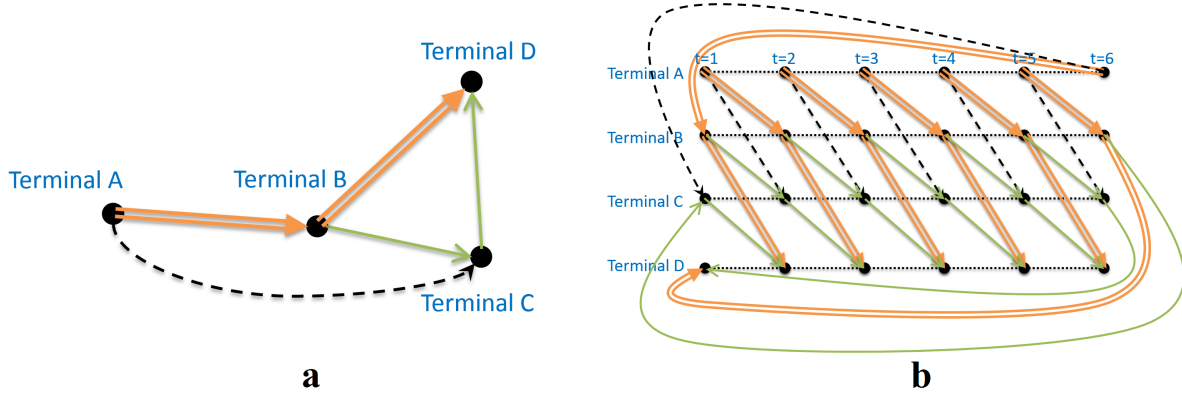 Terminal D
Terminal A
Terminal B
Terminal C
a
t=1 t=2 t=3 t=4 t=5 t=6
Terminal A
Terminal B
Terminal C
Terminal D
b